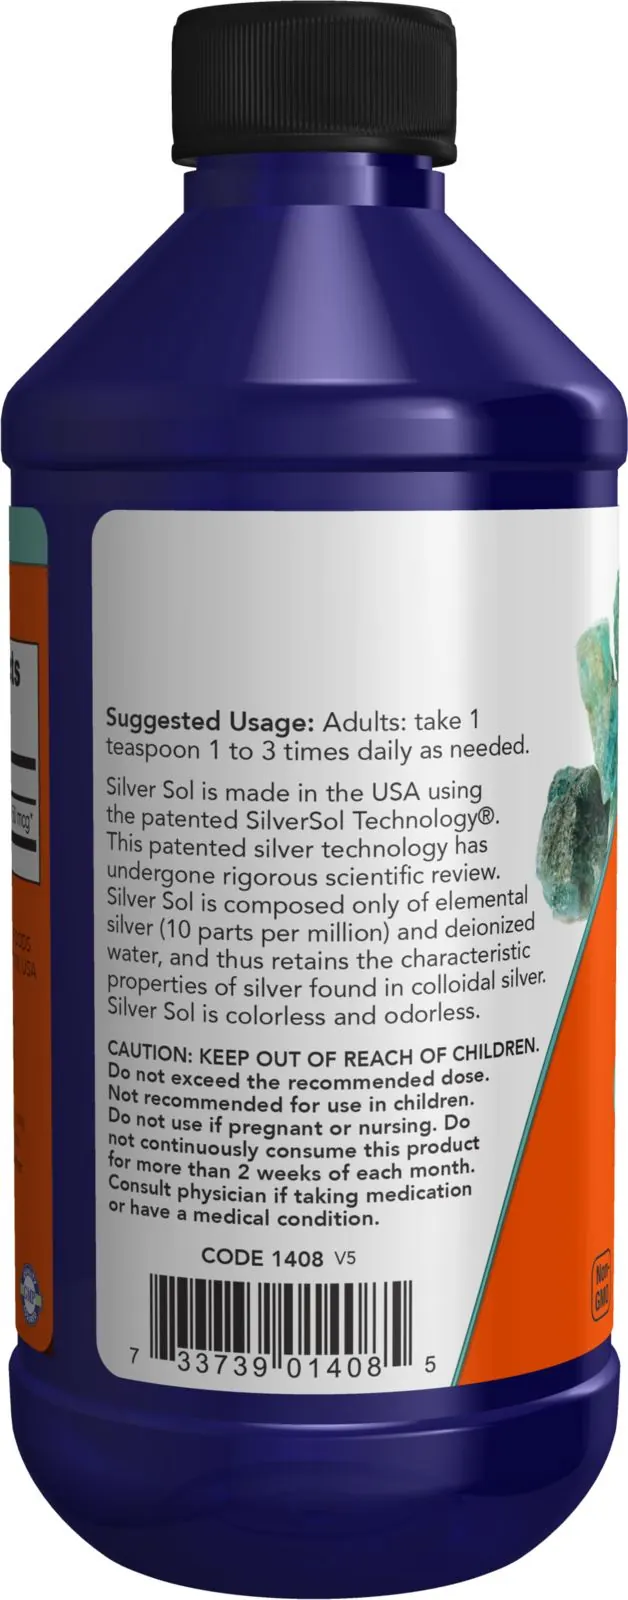 Suggested Usage: Adults: take 1
teaspoon 1 to 3 times daily as needed.
Silver Sol is made in the USA using
the patented SilverSol Technology®.
This patented silver technology has
undergone rigorous scientific review.
Silver Sol is composed only of elemental
silver (10 parts per million) and deionized
water, and thus retains the characteristic
properties of silver found in colloidal silver.
Silver Sol is colorless and odorless.
CAUTION: KEEP OUT OF REACH OF CHILDREN.
Do not exceed the recommended dose.
Not recommended for use in children.
Do not use if pregnant or nursing. Do
not continuously consume this product
for more than 2 weeks of each month.
Consult physician if taking medication
or have a medical condition.
CODE 1408 V5
7 33739 01408 5
mcg*
USA
GMP
Non-
GMO